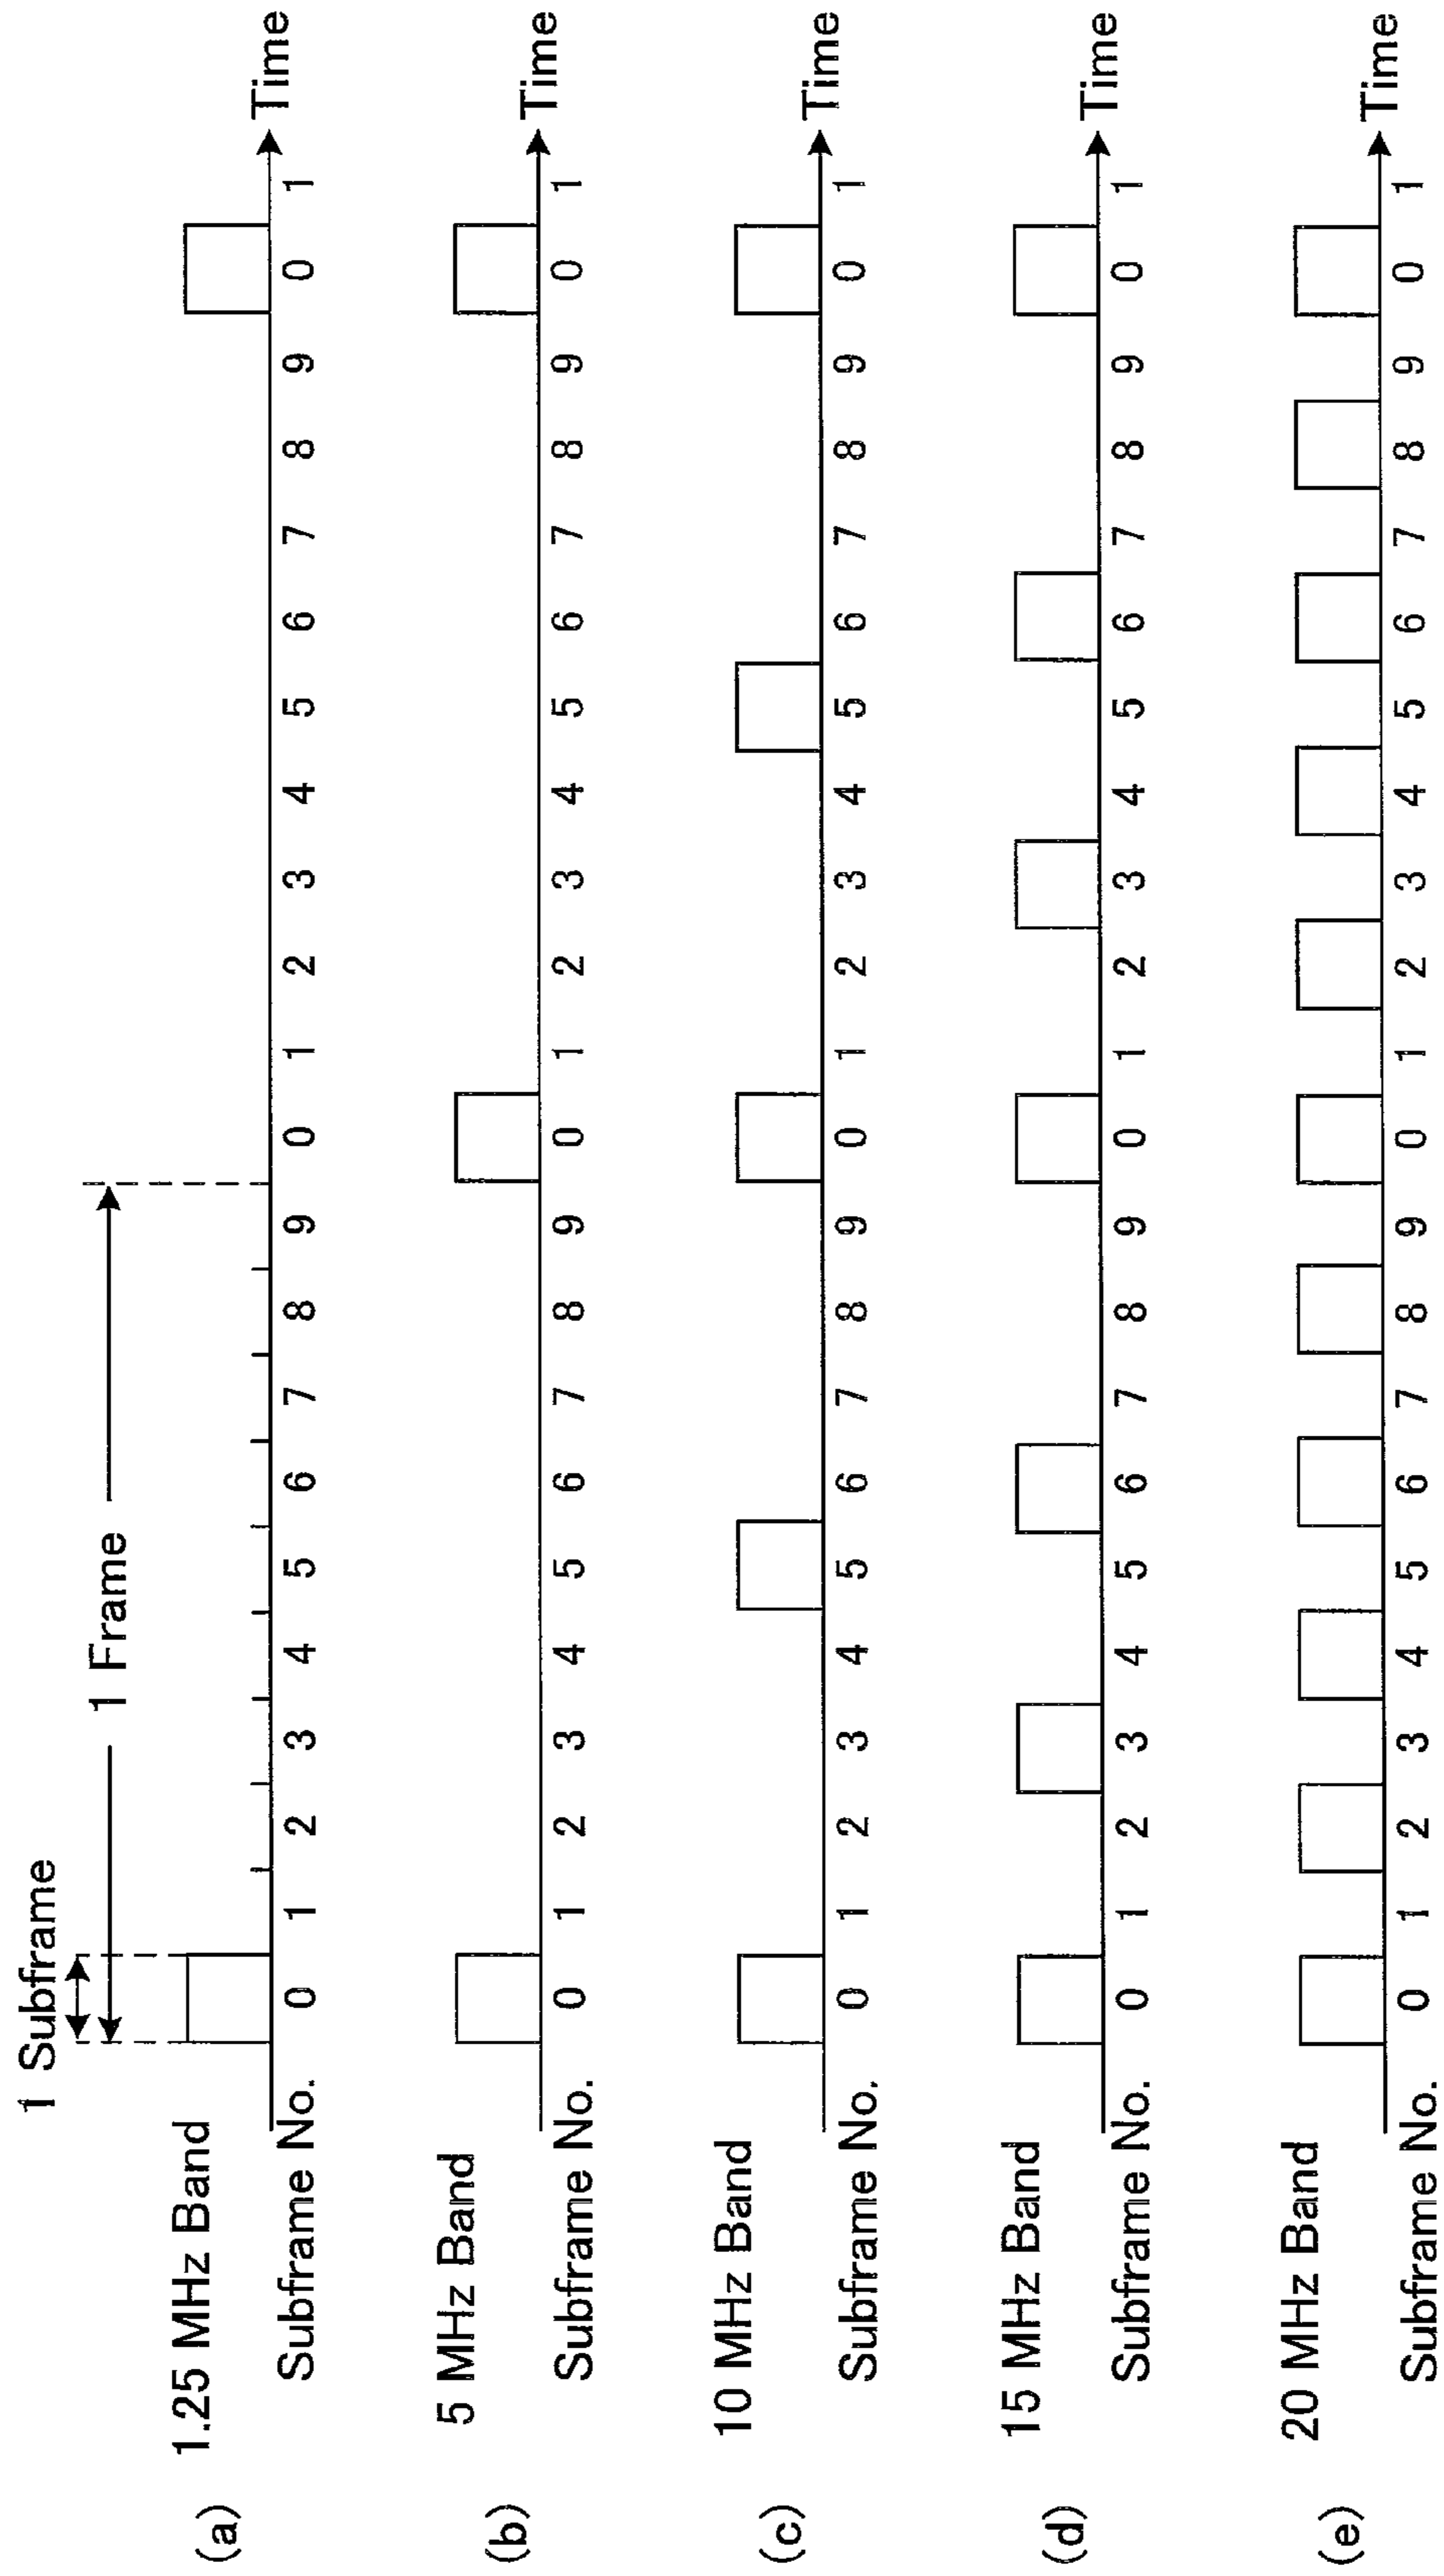 1 Subframe
1 Frame
(a)
1.25 MHz Band
Time
Subframe No. 0 1 2 3 4 5 6 7 8 9 0 1 2 3 4 5 6 7 8 9 0 1
(b)
5 MHz Band
Time
Subframe No. 0 1 2 3 4 5 6 7 8 9 0 1 2 3 4 5 6 7 8 9 0 1
(c)
10 MHz Band
Time
Subframe No. 0 1 2 3 4 5 6 7 8 9 0 1 2 3 4 5 6 7 8 9 0 1
(d)
15 MHz Band
Time
Subframe No. 0 1 2 3 4 5 6 7 8 9 0 1 2 3 4 5 6 7 8 9 0 1
(e)
20 MHz Band
Time
Subframe No. 0 1 2 3 4 5 6 7 8 9 0 1 2 3 4 5 6 7 8 9 0 1